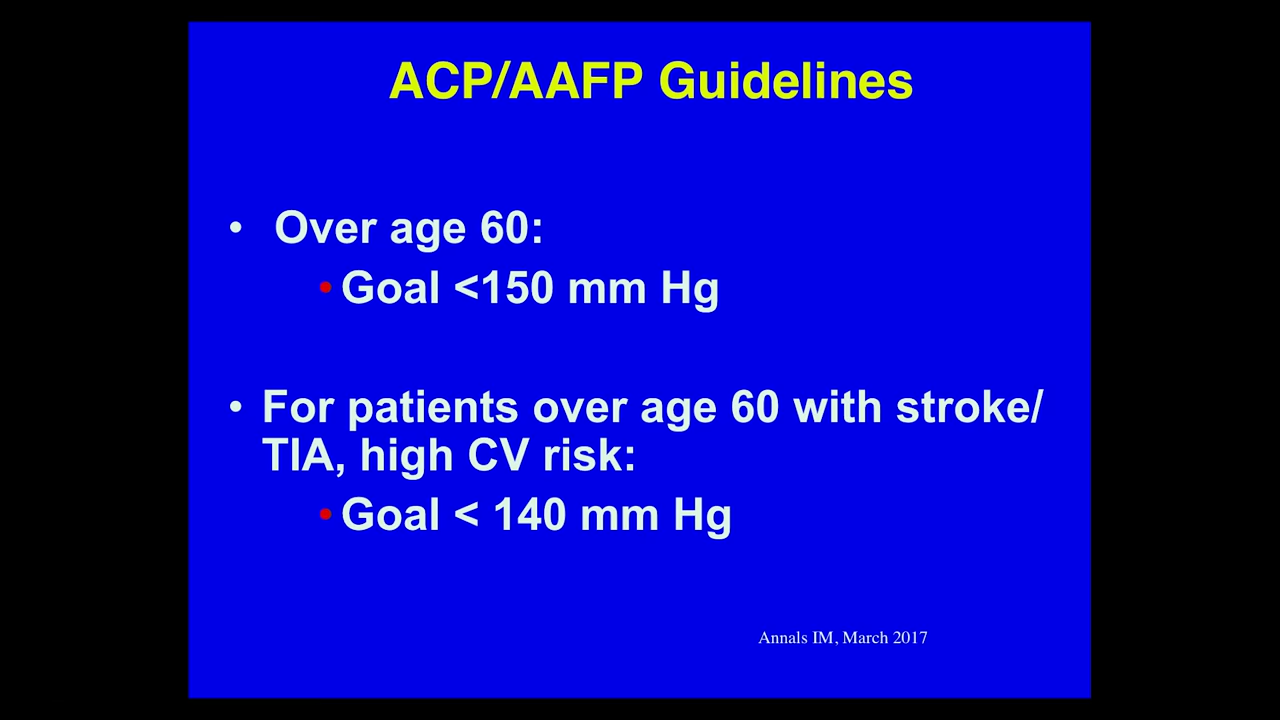 ACP/AAFP Guidelines
• Over age 60:
• Goal <150 mm Hg
• For patients over age 60 with stroke/
TIA, high CV risk:
• Goal < 140 mm Hg
Annals IM, March 2017